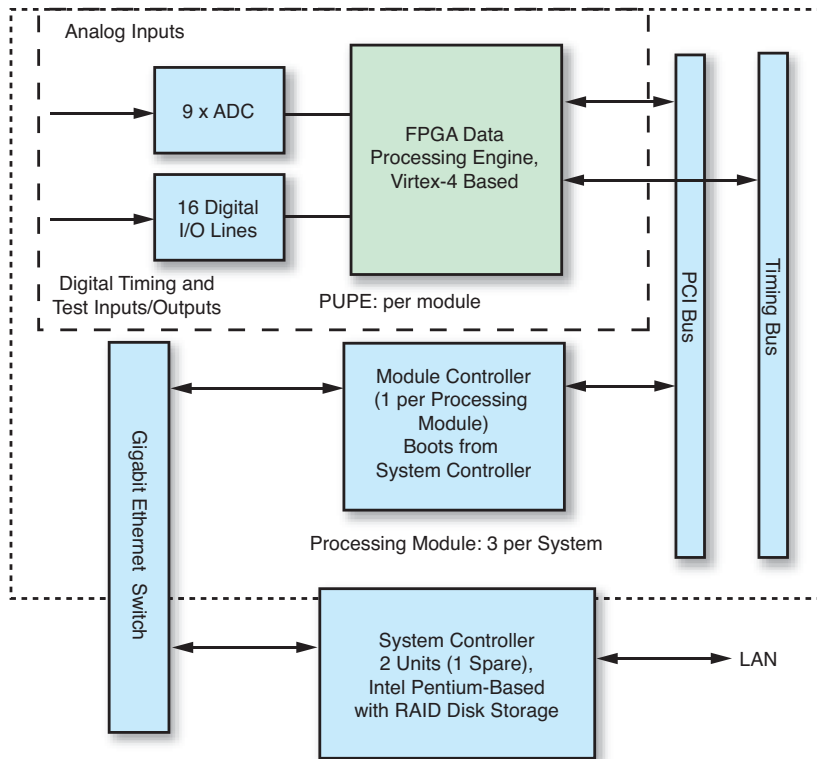 Analog Inputs
9 x ADC
16 Digital
I/O Lines
FPGA Data
Processing Engine,
Virtex-4 Based
Digital Timing and
Test Inputs/Outputs
PUPE: per module
PCI Bus
Timing Bus
Gigabit Ethernet Switch
Module Controller
(1 per Processing
Module)
Boots from
System Controller
Processing Module: 3 per System
System Controller
2 Units (1 Spare),
Intel Pentium-Based
with RAID Disk Storage
LAN